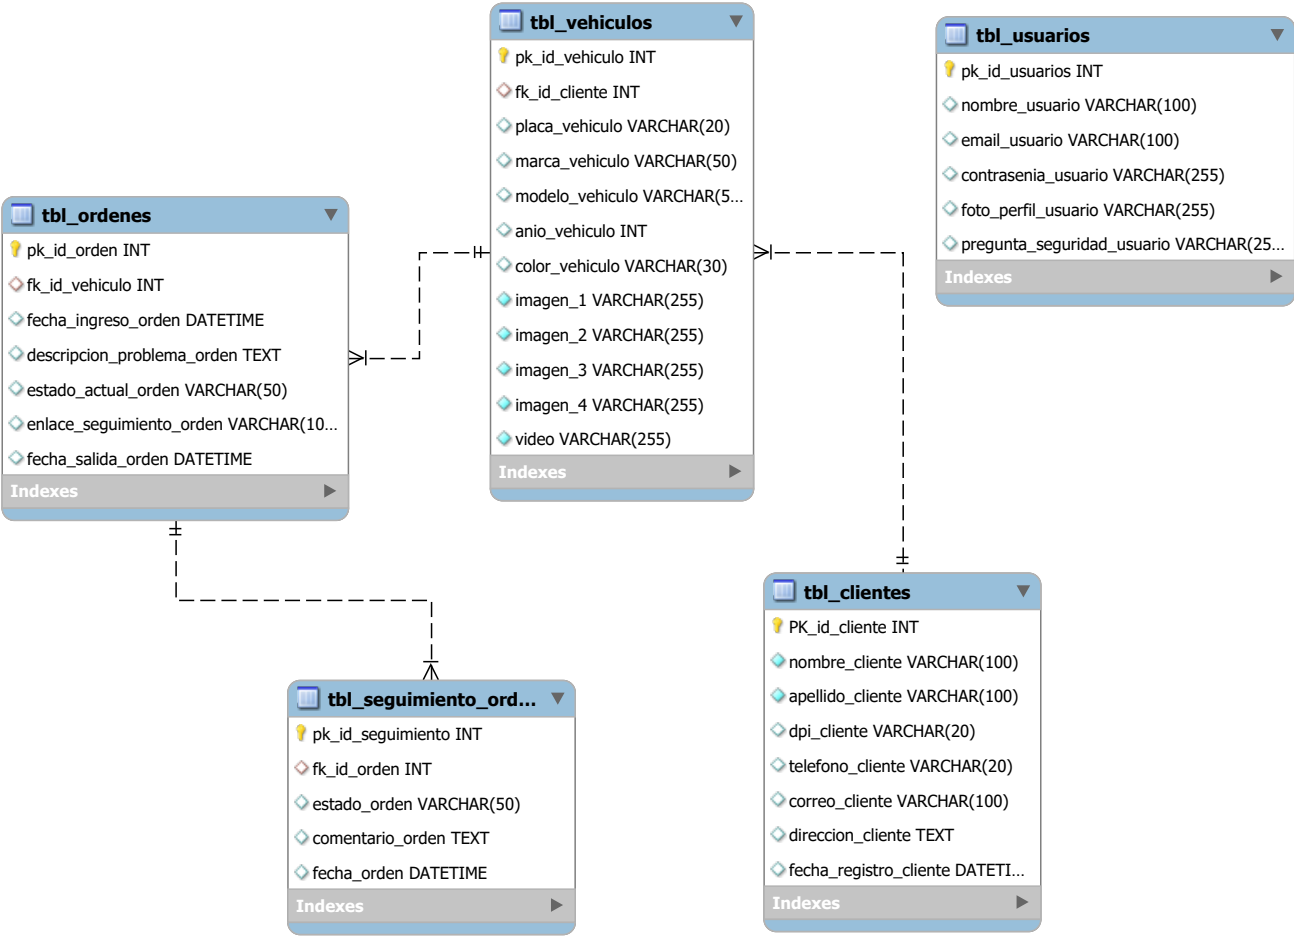 tbl_vehiculos
pk_id_vehiculo INT
fk_id_cliente INT
placa_vehiculo VARCHAR(20)
marca_vehiculo VARCHAR(50)
modelo_vehiculo VARCHAR(5...
anio_vehiculo INT
color_vehiculo VARCHAR(30)
imagen_1 VARCHAR(255)
imagen_2 VARCHAR(255)
imagen_3 VARCHAR(255)
imagen_4 VARCHAR(255)
video VARCHAR(255)
Indexes
tbl_usuarios
pk_id_usuarios INT
nombre_usuario VARCHAR(100)
email_usuario VARCHAR(100)
contrasenia_usuario VARCHAR(255)
foto_perfil_usuario VARCHAR(255)
pregunta_seguridad_usuario VARCHAR(25...
Indexes
tbl_ordenes
pk_id_orden INT
fk_id_vehiculo INT
fecha_ingreso_orden DATETIME
descripcion_problema_orden TEXT
estado_actual_orden VARCHAR(50)
enlace_seguimiento_orden VARCHAR(10...
fecha_salida_orden DATETIME
Indexes
tbl_clientes
PK_id_cliente INT
nombre_cliente VARCHAR(100)
apellido_cliente VARCHAR(100)
dpi_cliente VARCHAR(20)
telefono_cliente VARCHAR(20)
correo_cliente VARCHAR(100)
direccion_cliente TEXT
fecha_registro_cliente DATETI...
Indexes
tbl_seguimiento_ord...
pk_id_seguimiento INT
fk_id_orden INT
estado_orden VARCHAR(50)
comentario_orden TEXT
fecha_orden DATETIME
Indexes